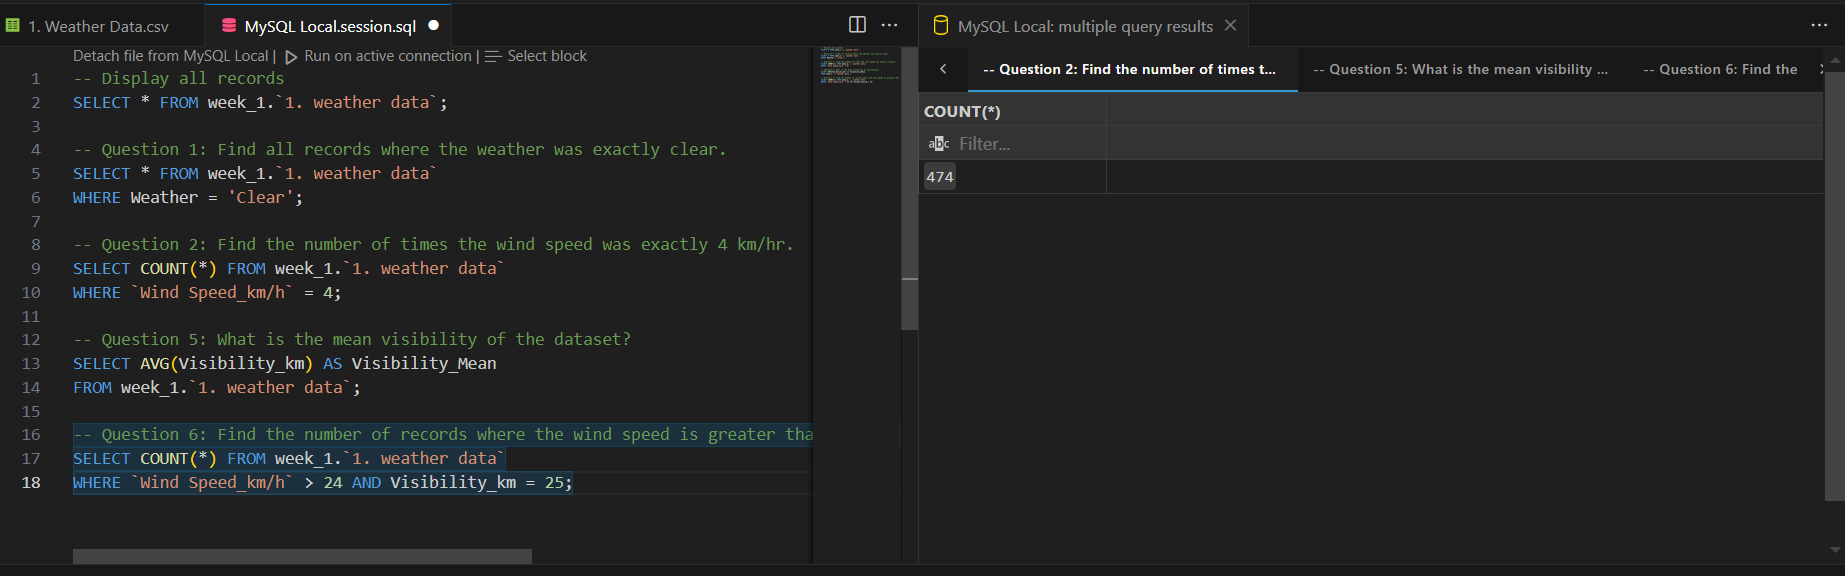 1. Weather Data.csv
MySQL Local.session.sql
Detach file from MySQL Local | Run on active connection | Select block
1 -- Display all records
2 SELECT * FROM week_1.`1. weather data`;
3
4 -- Question 1: Find all records where the weather was exactly clear.
5 SELECT * FROM week_1.`1. weather data`
6 WHERE Weather = 'Clear';
7
8 -- Question 2: Find the number of times the wind speed was exactly 4 km/hr.
9 SELECT COUNT(*) FROM week_1.`1. weather data`
10 WHERE `Wind Speed_km/h` = 4;
11
12 -- Question 5: What is the mean visibility of the dataset?
13 SELECT AVG(Visibility_km) AS Visibility_Mean
14 FROM week_1.`1. weather data`;
15
16 -- Question 6: Find the number of records where the wind speed is greater tha
17 SELECT COUNT(*) FROM week_1.`1. weather data`
18 WHERE `Wind Speed_km/h` > 24 AND Visibility_km = 25;
MySQL Local: multiple query results
-- Question 2: Find the number of times t...
-- Question 5: What is the mean visibility ...
-- Question 6: Find the
COUNT(*)
abc Filter...
474